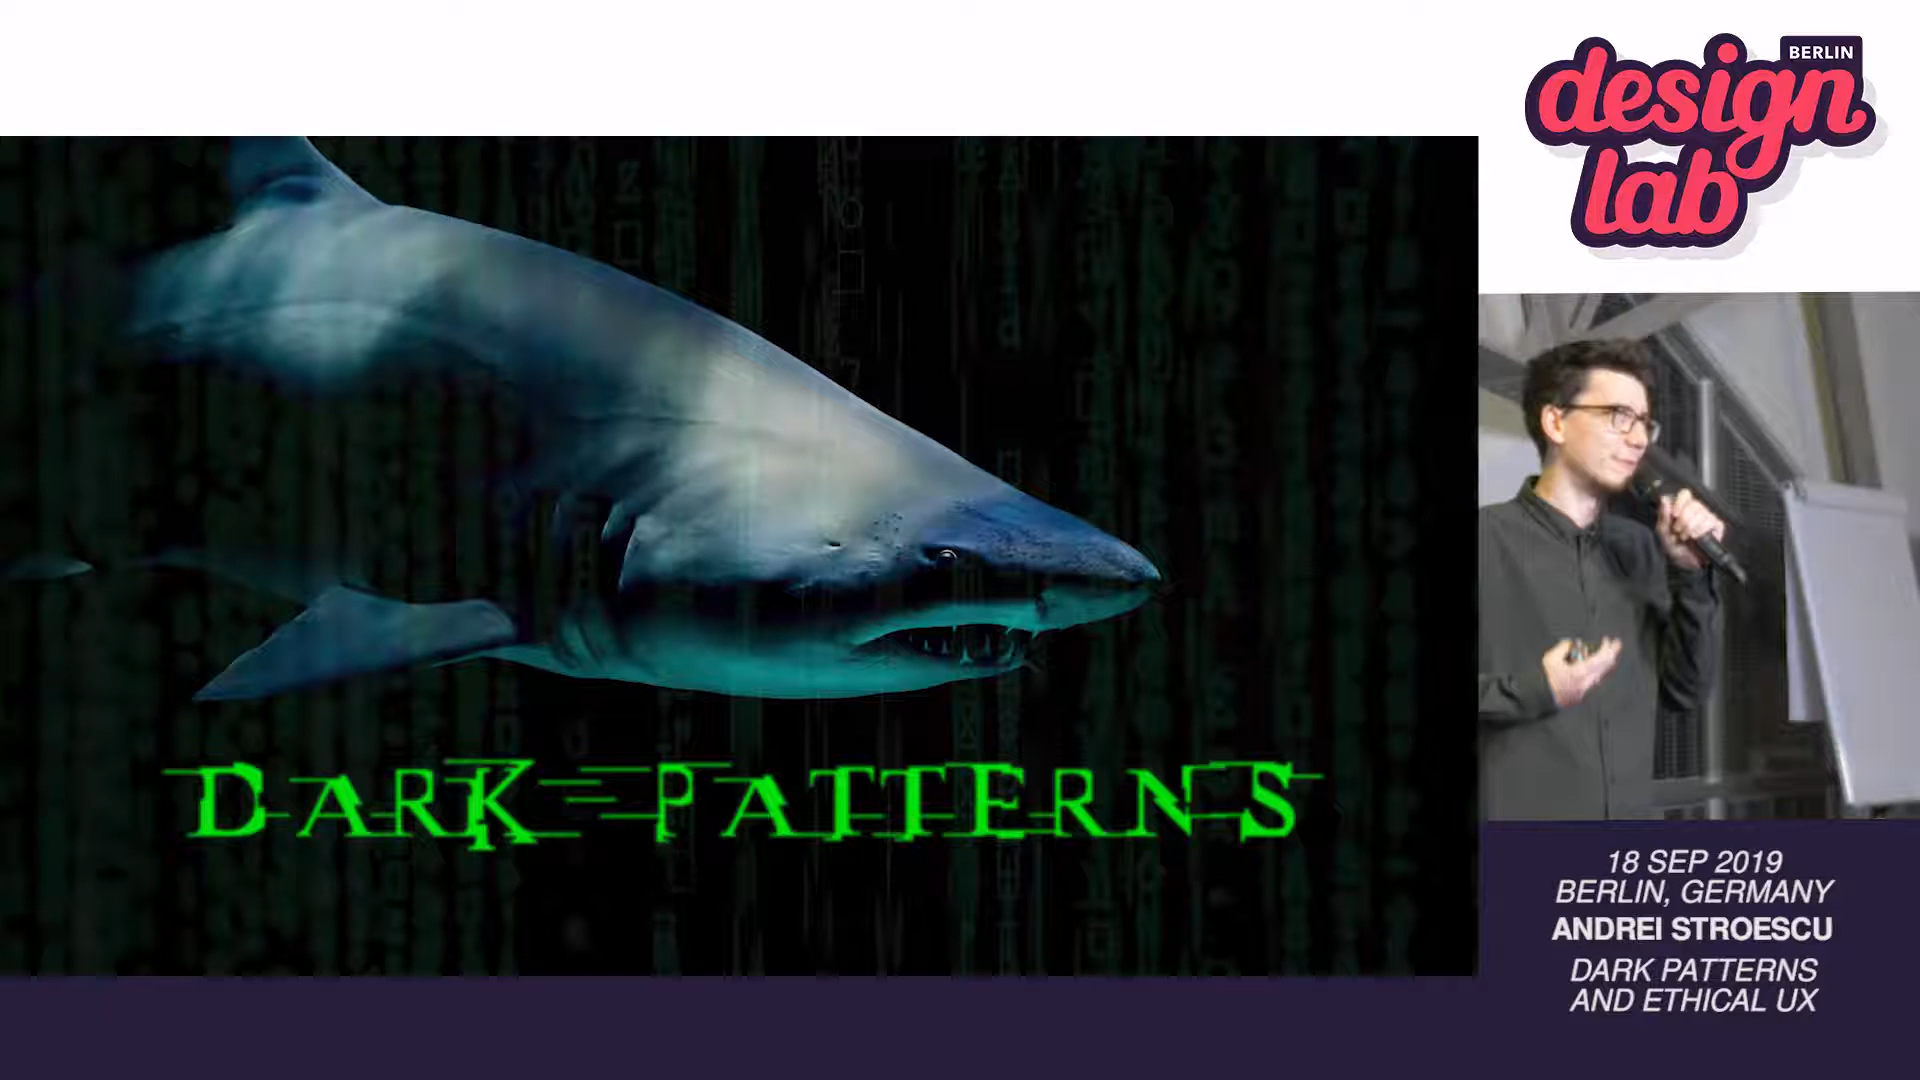 BERLIN
design
lab
DARK PATTERNS
18 SEP 2019
BERLIN, GERMANY
ANDREI STROESCU
DARK PATTERNS
AND ETHICAL UX